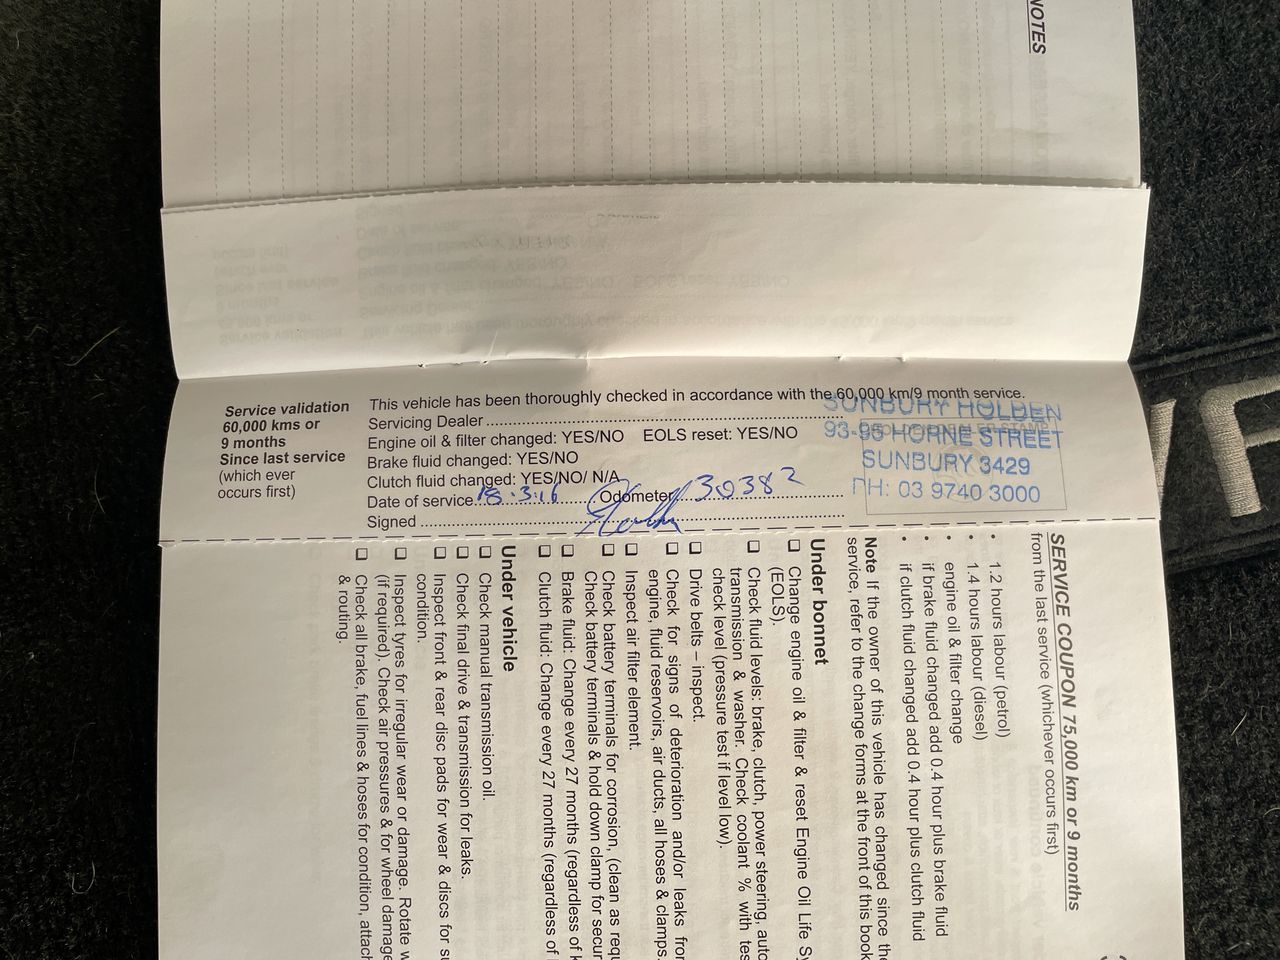 NOTES
Service validation
60,000 kms or
9 months
Since last service
(which ever
occurs first)
This vehicle has been thoroughly checked in accordance with the 60,000 km/9 month service.
Servicing Dealer
Engine oil & filter changed: YES/NO EOLS reset: YES/NO
Brake fluid changed: YES/NO
Clutch fluid changed: YES/NO/ N/A
Date of service 18.3.16 Odometer 30382
Signed
SUNBURY HOLDEN
93-95 HORNE STREET
SUNBURY 3429
PH: 03 9740 3000
SERVICE COUPON 75,000 km or 9 months
from the last service (whichever occurs first)
• 1.2 hours labour (petrol)
• 1.4 hours labour (diesel)
• engine oil & filter change
• if brake fluid changed add 0.4 hour plus brake fluid
• if clutch fluid changed add 0.4 hour plus clutch fluid
Note If the owner of this vehicle has changed since the
service, refer to the change forms at the front of this book
Under bonnet
❑ Change engine oil & filter & reset Engine Oil Life Sy
(EOLS).
❑ Check fluid levels: brake, clutch, power steering, auto
transmission & washer. Check coolant % with tes
check level (pressure test if level low).
❑ Drive belts – inspect.
❑ Check for signs of deterioration and/or leaks from
engine, fluid reservoirs, air ducts, all hoses & clamps.
❑ Inspect air filter element.
❑ Check battery terminals for corrosion, (clean as requ
Check battery terminals & hold down clamp for secur
❑ Brake fluid: Change every 27 months (regardless of k
❑ Clutch fluid: Change every 27 months (regardless of
Under vehicle
❑ Check manual transmission oil.
❑ Check final drive & transmission for leaks.
❑ Inspect front & rear disc pads for wear & discs for su
condition.
❑ Inspect tyres for irregular wear or damage. Rotate w
(if required). Check air pressures & for wheel damage
❑ Check all brake, fuel lines & hoses for condition, attach
& routing.